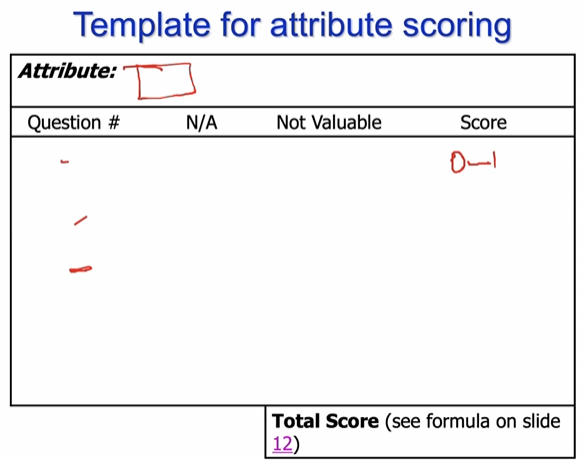 Template for attribute scoring
Attribute:
Question # N/A Not Valuable Score
0-1
Total Score (see formula on slide
12)